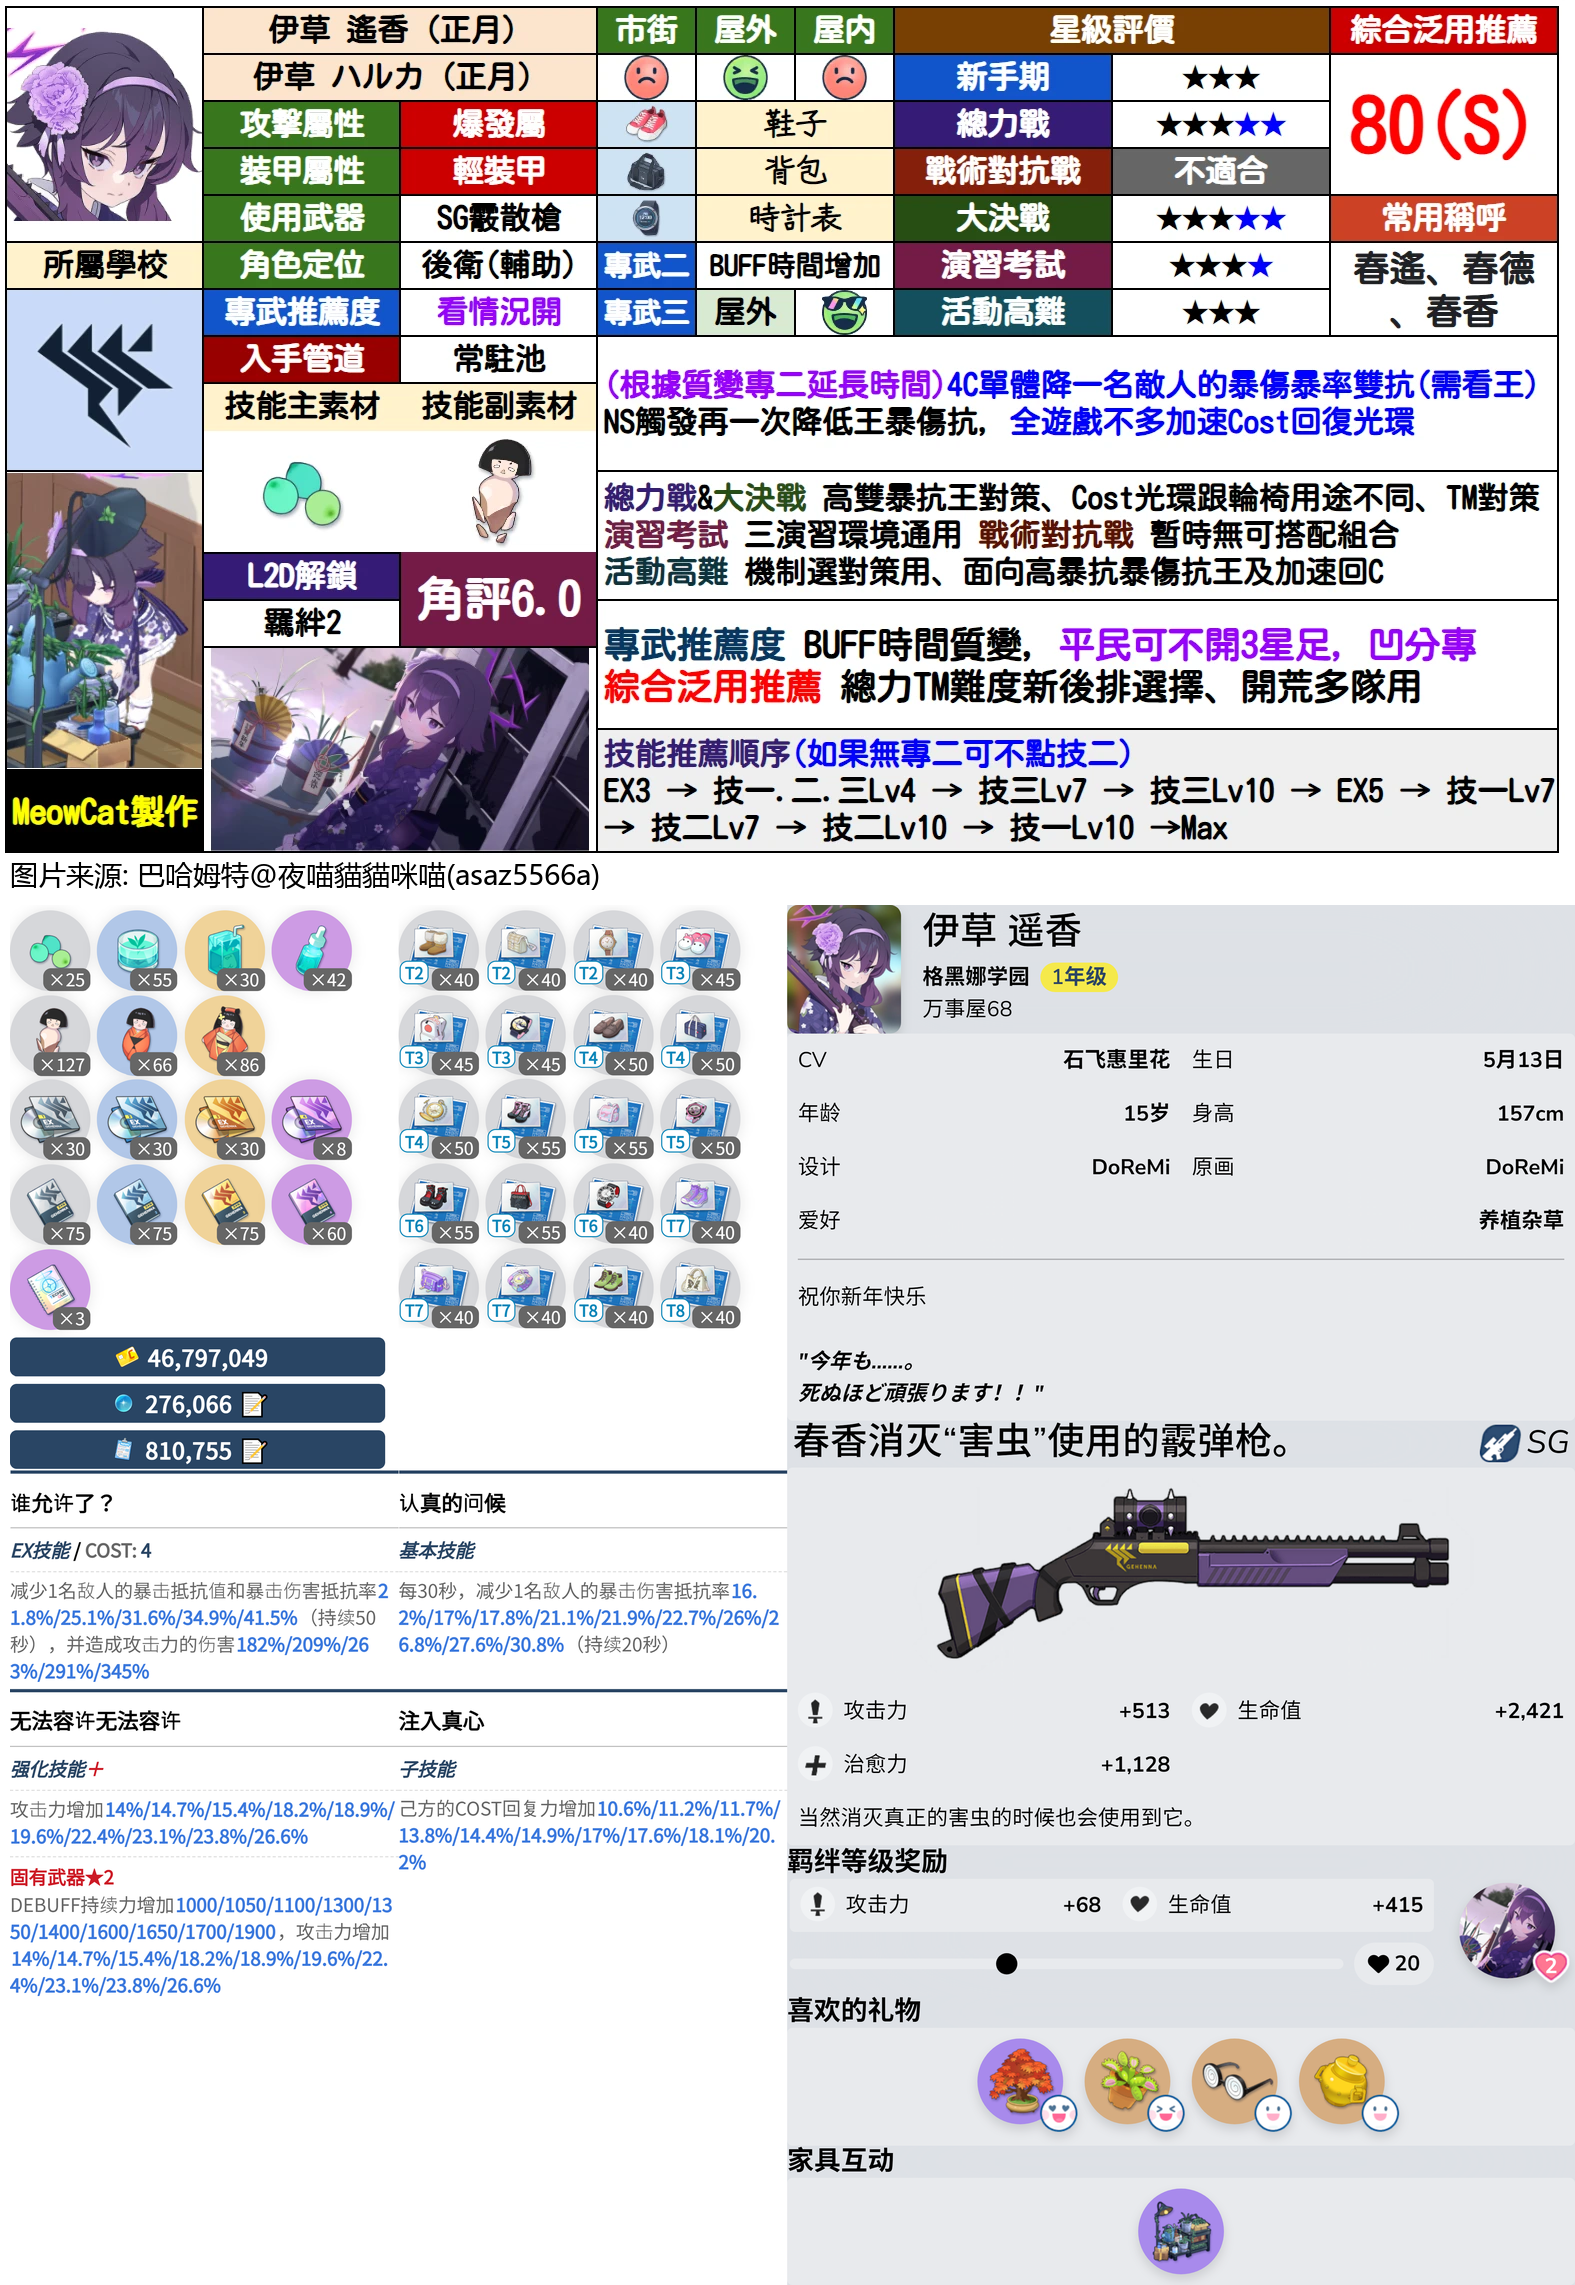 伊草 遙香（正月）
伊草 ハルカ（正月）
市街 屋外 屋内
星級評價
綜合泛用推薦
新手期 ★★★
80(S)
攻擊屬性 爆發屬
鞋子
總力戰 ★★★★★
裝甲屬性 輕裝甲
背包
戰術對抗戰 不適合
使用武器 SG霰散槍
時計表
大決戰 ★★★★★
常用稱呼
所屬學校
角色定位 後衛(輔助)
專武二 BUFF時間增加
演習考試 ★★★★
春遙、春德
、春香
專武推薦度 看情況開
專武三 屋外
活動高難 ★★★
入手管道 常駐池
技能主素材 技能副素材
(根據質變專二延長時間)4C單體降一名敵人的暴傷暴率雙抗(需看王)
NS觸發再一次降低王暴傷抗, 全遊戲不多加速Cost回復光環
總力戰&大決戰 高雙暴抗王對策、Cost光環跟輪椅用途不同、TM對策
演習考試 三演習環境通用 戰術對抗戰 暫時無可搭配組合
活動高難 機制選對策用、面向高暴抗暴傷抗王及加速回C
L2D解鎖
羈絆2
角評6.0
專武推薦度 BUFF時間質變, 平民可不開3星足, 凹分專
綜合泛用推薦 總力TM難度新後排選擇、開荒多隊用
技能推薦順序(如果無專二可不點技二)
EX3 → 技一.二.三Lv4 → 技三Lv7 → 技三Lv10 → EX5 → 技一Lv7
→ 技二Lv7 → 技二Lv10 → 技一Lv10 →Max
MeowCat製作
图片来源: 巴哈姆特@夜喵貓貓咪喵(asaz5566a)
×25 ×55 ×30 ×42
×127 ×66 ×86
×30 ×30 ×30 ×8
×75 ×75 ×75 ×60
×3
46,797,049
276,066
810,755
T2 ×40 T2 ×40 T2 ×40 T3 ×45
T3 ×45 T3 ×45 T4 ×50 T4 ×50
T4 ×50 T5 ×55 T5 ×55 T5 ×50
T6 ×55 T6 ×55 T6 ×40 T7 ×40
T7 ×40 T7 ×40 T8 ×40 T8 ×40
谁允许了？
EX技能 / COST: 4
减少1名敌人的暴击抵抗值和暴击伤害抵抗率2
1.8%/25.1%/31.6%/34.9%/41.5%（持续50
秒），并造成攻击力的伤害182%/209%/26
3%/291%/345%
认真的问候
基本技能
每30秒，减少1名敌人的暴击伤害抵抗率16.
2%/17%/17.8%/21.1%/21.9%/22.7%/26%/2
6.8%/27.6%/30.8%（持续20秒）
无法容许无法容许
强化技能+
攻击力增加14%/14.7%/15.4%/18.2%/18.9%/
19.6%/22.4%/23.1%/23.8%/26.6%
固有武器★2
DEBUFF持续力增加1000/1050/1100/1300/13
50/1400/1600/1650/1700/1900，攻击力增加
14%/14.7%/15.4%/18.2%/18.9%/19.6%/22.
4%/23.1%/23.8%/26.6%
注入真心
子技能
己方的COST回复力增加10.6%/11.2%/11.7%/
13.8%/14.4%/14.9%/17%/17.6%/18.1%/20.
2%
伊草 遥香
格黑娜学园 1年级
万事屋68
CV 石飞惠里花 生日 5月13日
年龄 15岁 身高 157cm
设计 DoReMi 原画 DoReMi
爱好 养植杂草
祝你新年快乐
"今年も……。
死ぬほど頑張ります！！"
春香消灭“害虫”使用的霰弹枪。 SG
GEHENNA
攻击力 +513 生命值 +2,421
治愈力 +1,128
当然消灭真正的害虫的时候也会使用到它。
羁绊等级奖励
攻击力 +68 生命值 +415
20
2
喜欢的礼物
家具互动